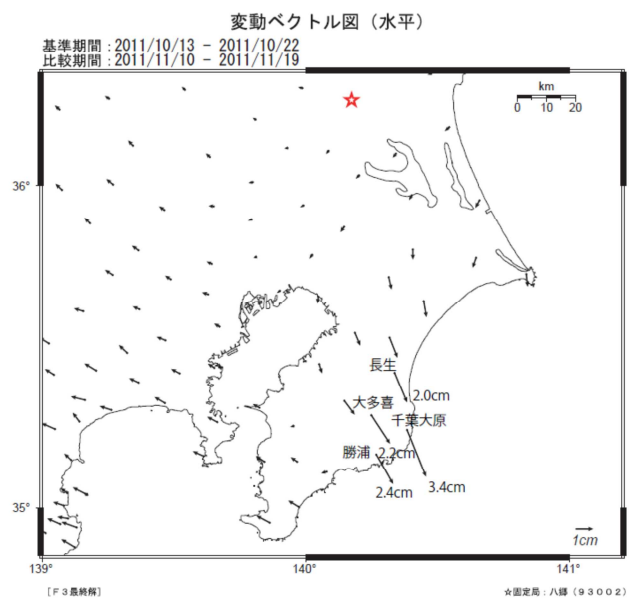 変動ベクトル図（水平）
基準期間：2011/10/13 － 2011/10/22
比較期間：2011/11/10 － 2011/11/19
km
0 10 20
36°
長生
2.0cm
大多喜
千葉大原
勝浦
2.2cm
2.4cm
3.4cm
35°
1cm
139° 140° 141°
［Ｆ３最終解］
☆固定局：八郷（９３００２）